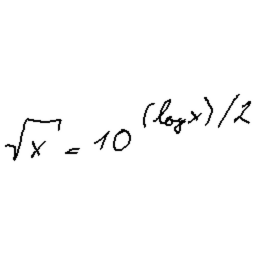 √x = 10^(log x)/2